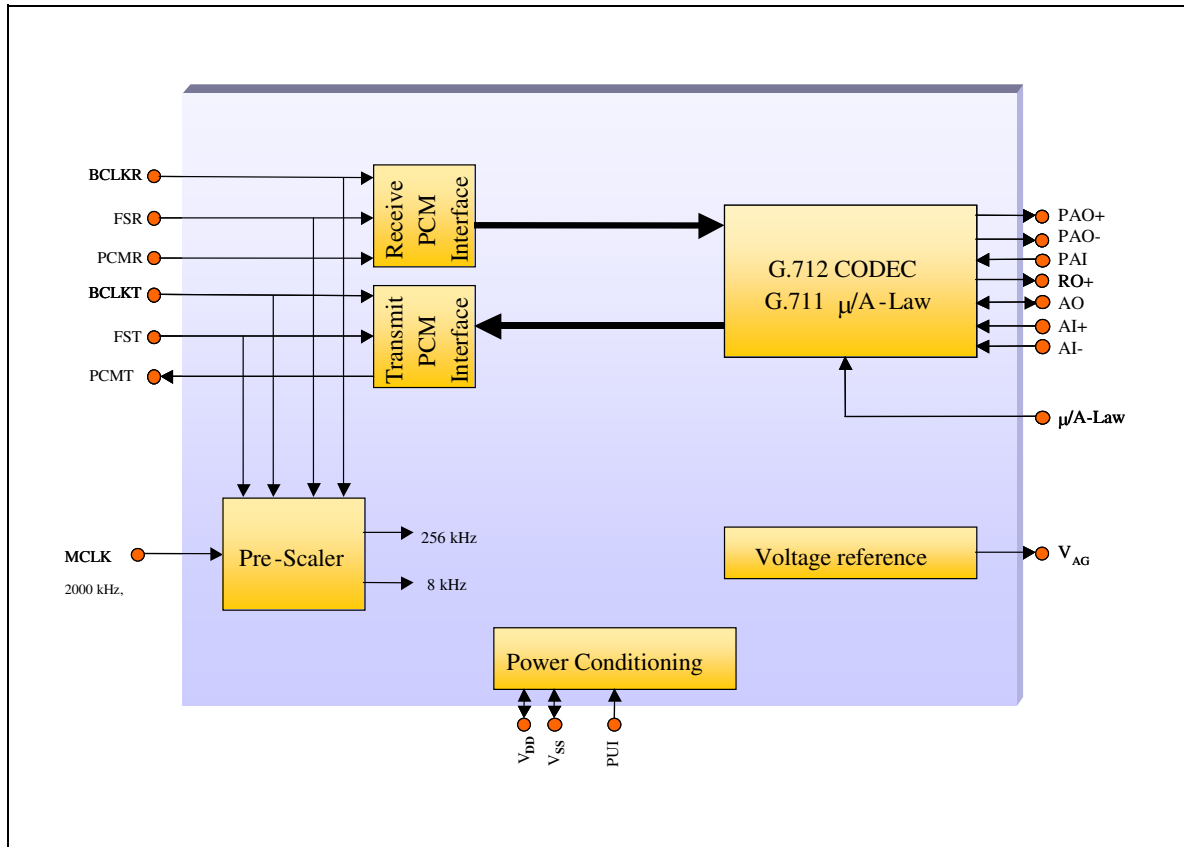 BCLKR
FSR
PCMR
BCLKT
FST
PCMT
Receive
PCM
Interface
Transmit
PCM
Interface
G.712 CODEC
G.711 μ/A-Law
PAO+
PAO-
PAI
RO+
AO
AI+
AI-
μ/A-Law
MCLK
2000 kHz,
Pre-Scaler
256 kHz
8 kHz
Voltage reference
VAG
Power Conditioning
VDD
VSS
PUI